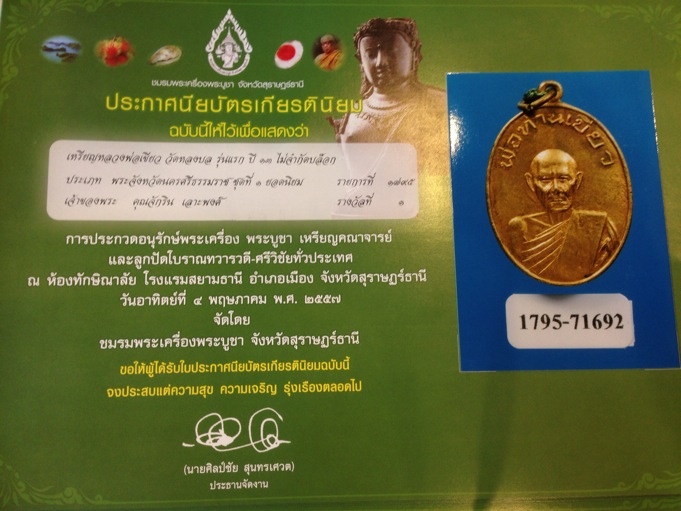 ชมรมพระเครื่องพระบูชา จังหวัดสุราษฎร์ธานี
ประกาศนียบัตรเกียรตินิยม
ฉบับนี้ให้ไว้เพื่อแสดงว่า
เหรียญหลวงพ่อเขียว วัดหลงบล รุ่นแรก ปี ๑๓ ไม่จำกัดบล็อก
ประเภท พระจังหวัดนครศรีธรรมราช ชุดที่ ๑ ยอดนิยม รายการที่ ๑๗๙๕
เจ้าของพระ คุณจักริน เลาะพงศ์ รางวัลที่ ๑
การประกวดอนุรักษ์พระเครื่อง พระบูชา เหรียญคณาจารย์
และลูกปัดโบราณทวารวดี-ศรีวิชัยทั่วประเทศ
ณ ห้องทักษิณาลัย โรงแรมสยามธานี อำเภอเมือง จังหวัดสุราษฎร์ธานี
วันอาทิตย์ที่ ๔ พฤษภาคม พ.ศ. ๒๕๕๗
จัดโดย
ชมรมพระเครื่องพระบูชา จังหวัดสุราษฎร์ธานี
ขอให้ผู้ได้รับใบประกาศนียบัตรเกียรตินิยมฉบับนี้
จงประสบแต่ความสุข ความเจริญ รุ่งเรืองตลอดไป
(นายศิลป์ชัย สุนทรเศวต)
ประธานจัดงาน
พ่อท่านเขียว
1795-71692